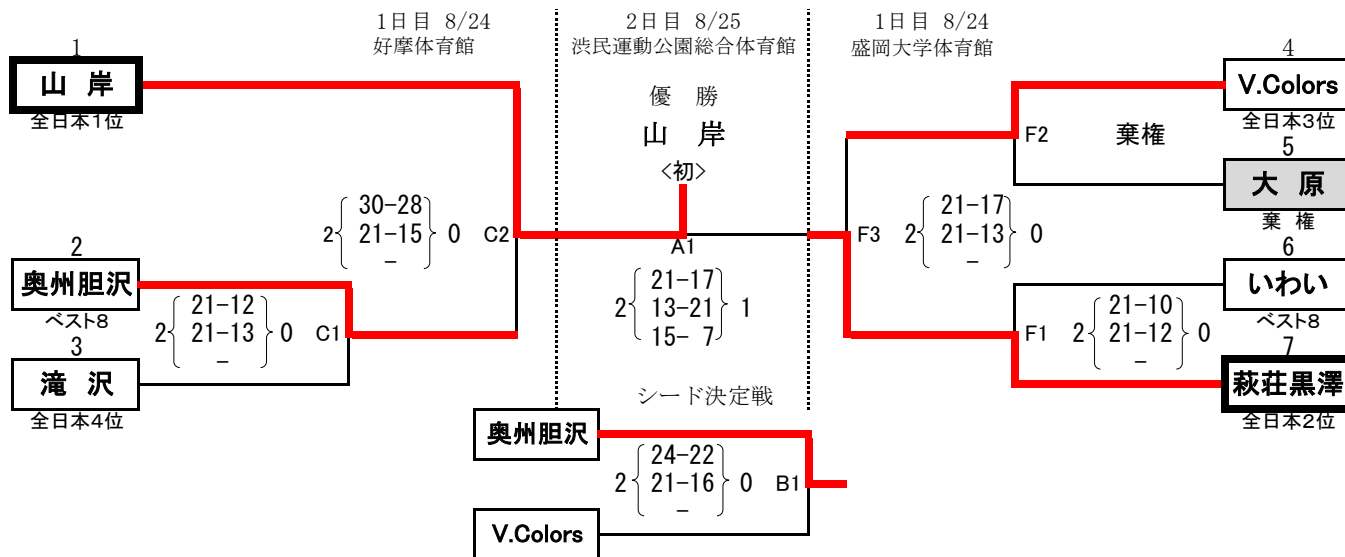 1日目 8/24
好摩体育館
2日目 8/25
渋民運動公園総合体育館
1日目 8/24
盛岡大学体育館
1
山 岸
全日本1位
2
奥州胆沢
ベスト8
3
滝 沢
全日本4位
2 21-12 0
21-13
-
C1
2 30-28 0
21-15
-
C2
優 勝
山 岸
<初>
A1
2 21-17 1
13-21
15- 7
4
V.Colors
全日本3位
5
大 原
棄 権
6
いわい
ベスト8
7
萩荘黒澤
全日本2位
F2
棄権
F3
2 21-17 0
21-13
-
F1
2 21-10 0
21-12
-
シード決定戦
奥州胆沢
2 24-22 0
21-16
-
B1
V.Colors